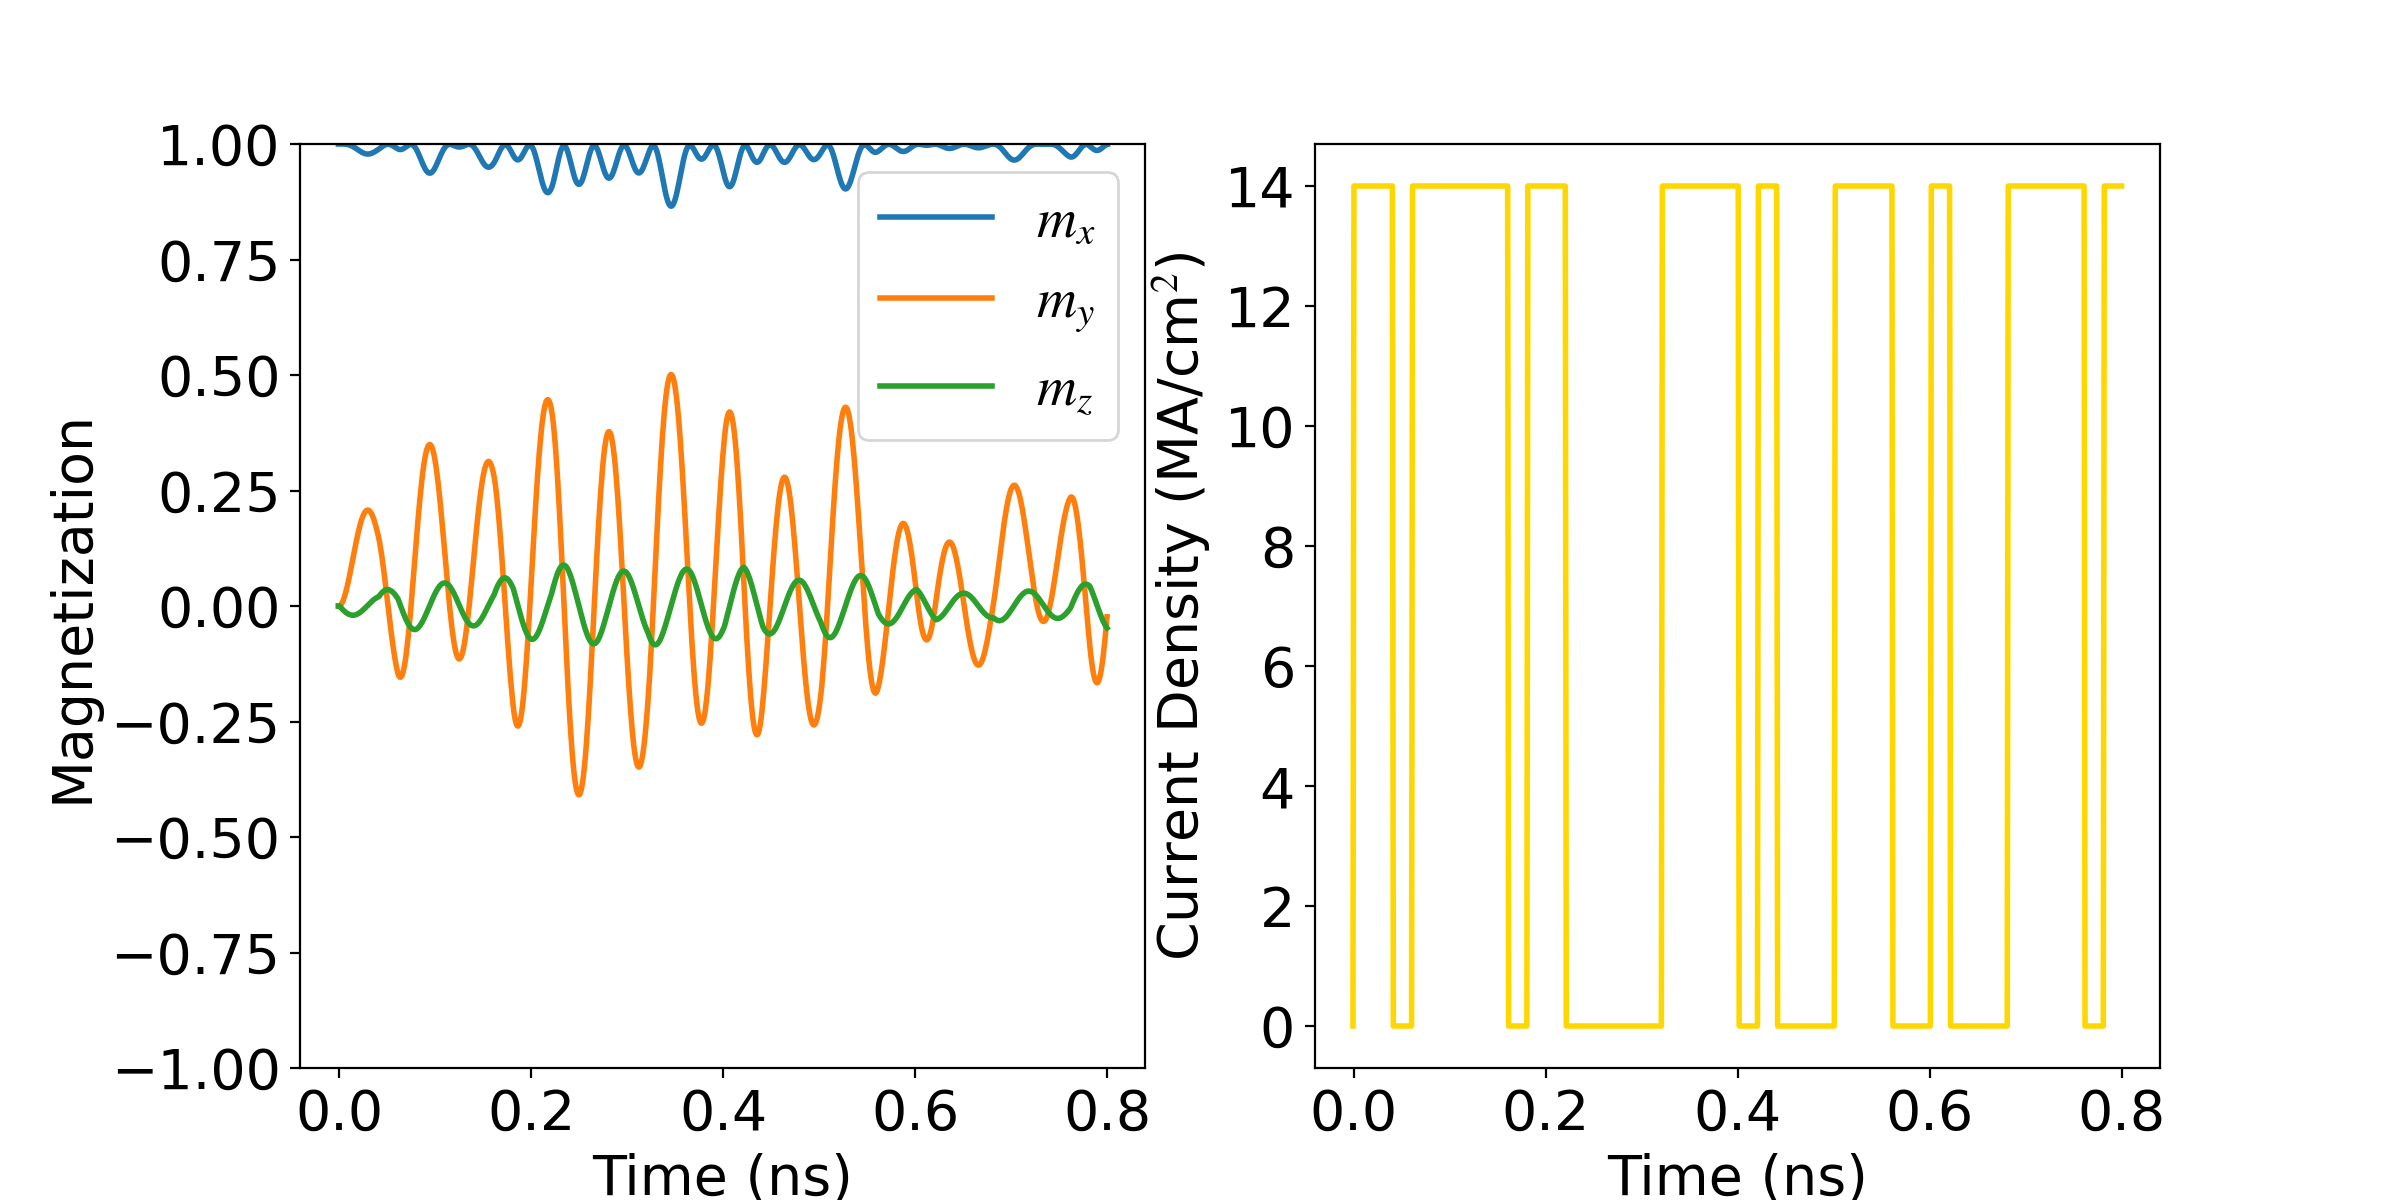 1.00
0.75
0.50
0.25
0.00
−0.25
−0.50
−0.75
−1.00
Magnetization
0.0 0.2 0.4 0.6 0.8
Time (ns)
mₓ
m_y
m_z
14
12
10
8
6
4
2
0
Current Density (MA/cm²)
0.0 0.2 0.4 0.6 0.8
Time (ns)